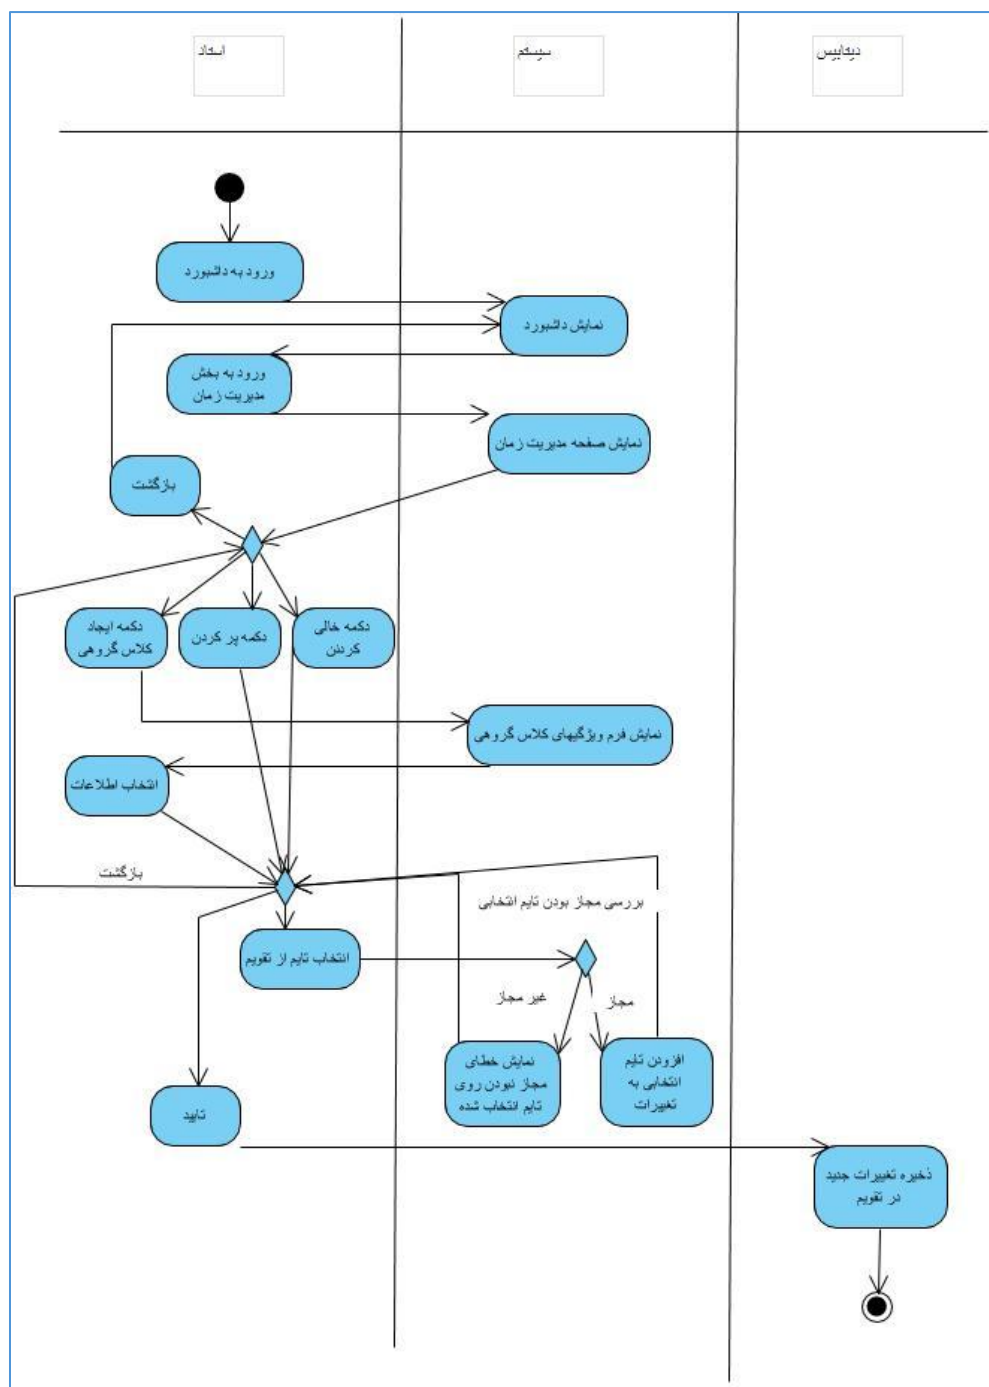 استاد
سیستم
دیتابیس
ورود به داشبورد
نمایش داشبورد
ورود به بخش
مدیریت زمان
نمایش صفحه مدیریت زمان
بازگشت
دکمه خالی
کردن
دکمه پر کردن
دکمه ایجاد
کلاس گروهی
نمایش فرم ویژگیهای کلاس گروهی
انتخاب اطلاعات
بازگشت
بررسی مجاز بودن تایم انتخابی
انتخاب تایم از تقویم
مجاز
غیر مجاز
افزودن تایم
انتخابی به
تغییرات
نمایش خطای
مجاز نبودن روی
تایم انتخاب شده
تایید
ذخیره تغییرات جدید
در تقویم